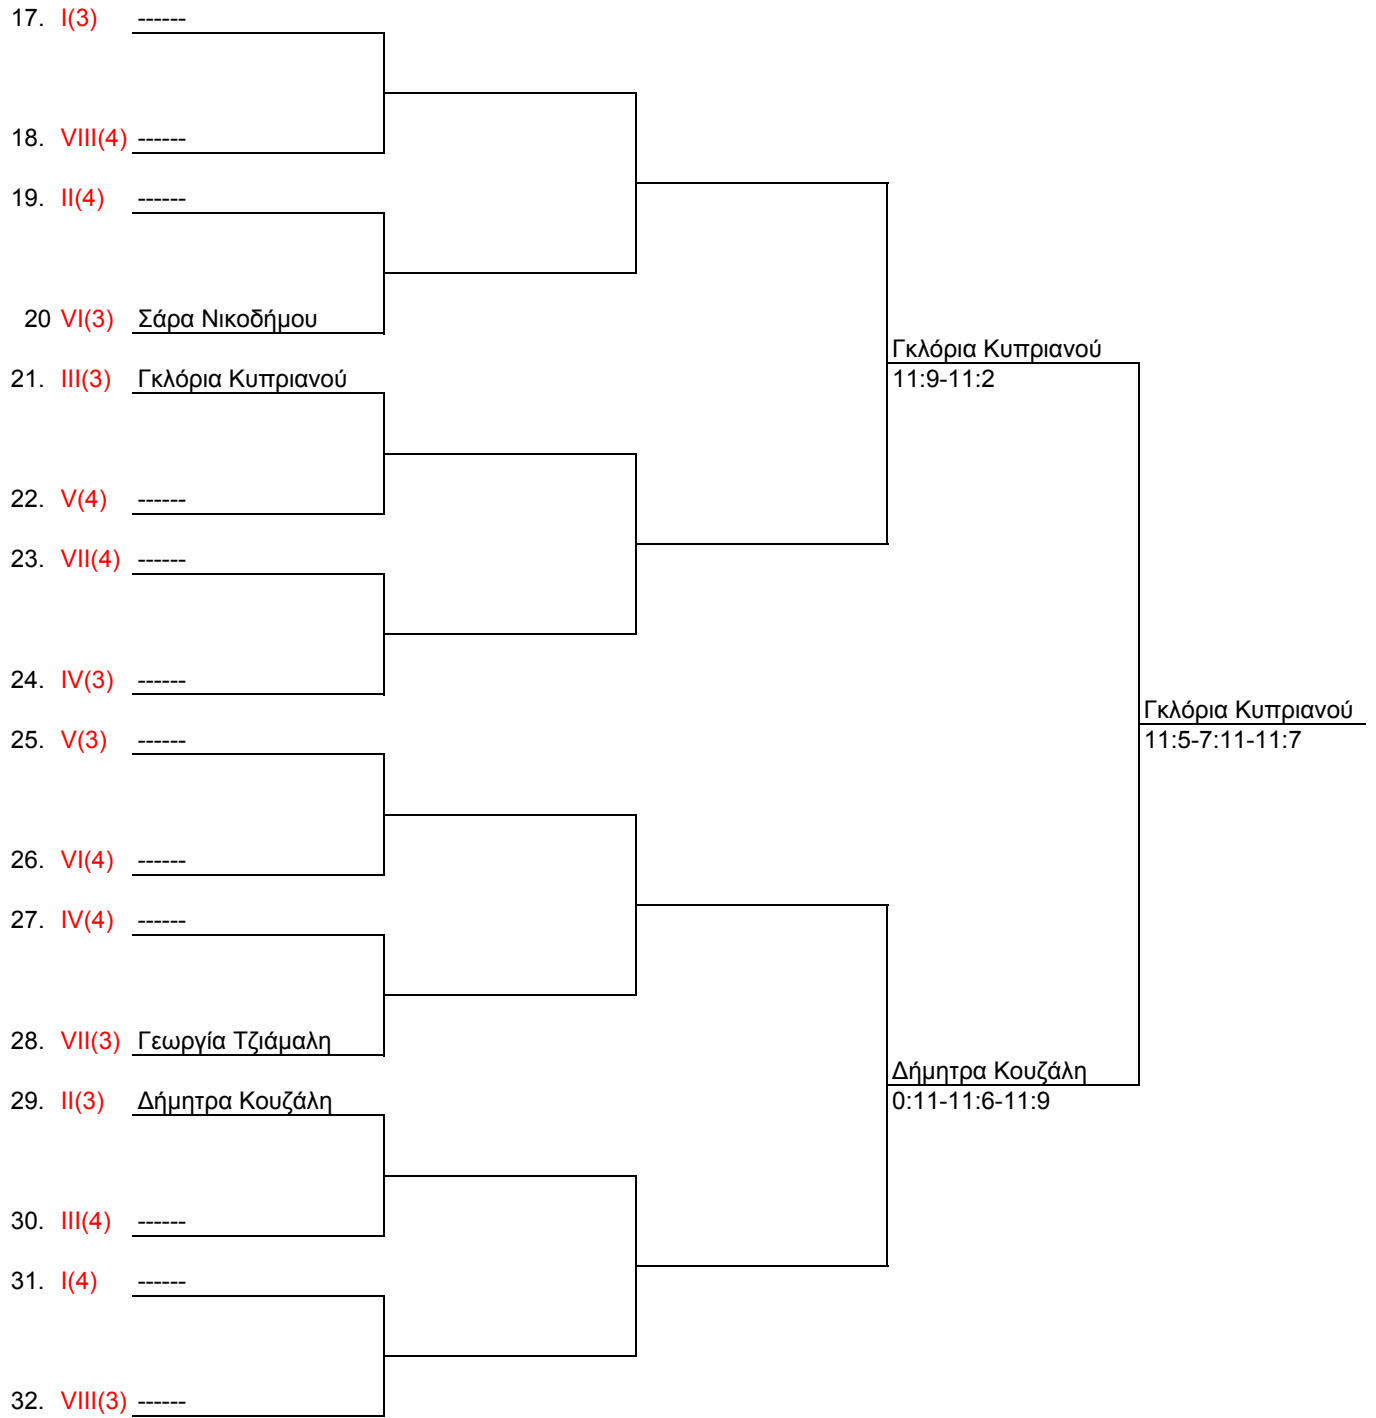 17. I(3) ------
18. VIII(4) ------
19. II(4) ------
20 VI(3) Σάρα Νικοδήμου
Γκλόρια Κυπριανού
21. III(3) Γκλόρια Κυπριανού 11:9-11:2
22. V(4) ------
23. VII(4) ------
24. IV(3) ------
Γκλόρια Κυπριανού
25. V(3) ------ 11:5-7:11-11:7
26. VI(4) ------
27. IV(4) ------
28. VII(3) Γεωργία Τζιάμαλη
Δήμητρα Κουζάλη
29. II(3) Δήμητρα Κουζάλη 0:11-11:6-11:9
30. III(4) ------
31. I(4) ------
32. VIII(3) ------